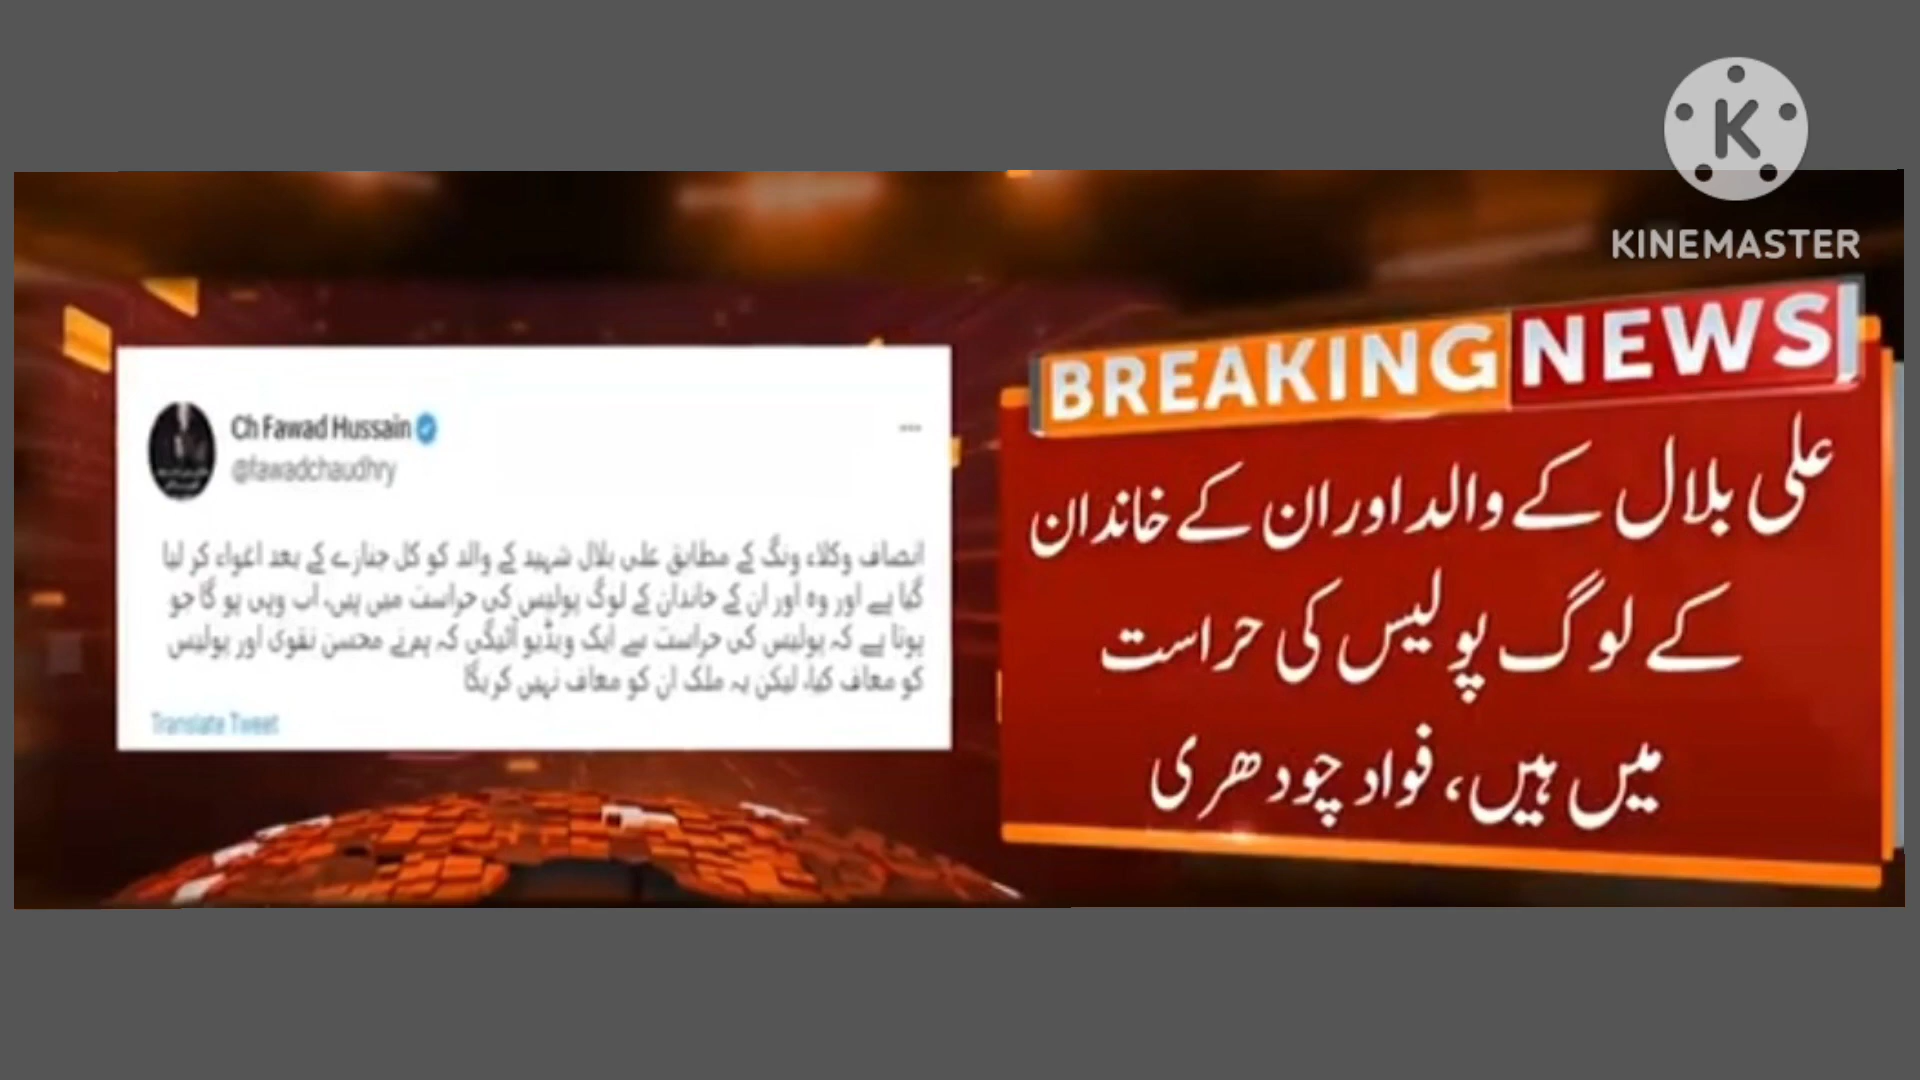 KINEMASTER
Ch Fawad Hussain
@fawadchaudhry
انصاف وکلاء ونگ کے مطابق علی بلال شہید کے والد کو کل جنازے کے بعد اغواء کر لیا
گیا ہے اور وہ اور ان کے خاندان کے لوگ پولیس کی حراست میں ہیں، اب وہی ہو گا جو
ہوتا ہے کہ پولیس کی حراست سے ایک ویڈیو آئیگی کہ ہم نے محسن نقوی اور پولیس
کو معاف کیا، لیکن یہ ملک ان کو معاف نہیں کریگا
Translate Tweet
BREAKING NEWS
علی بلال کے والد اور ان کے خاندان
کے لوگ پولیس کی حراست
میں ہیں، فواد چودھری